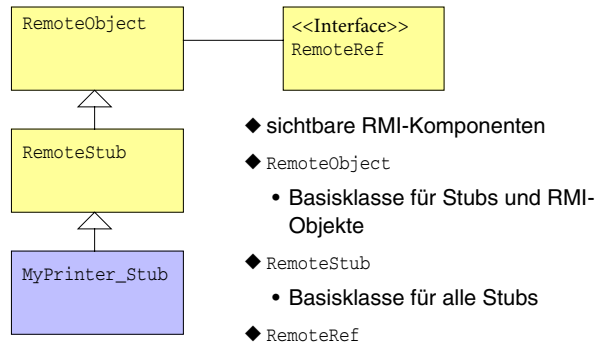 RemoteObject
<<Interface>>
RemoteRef
RemoteStub
MyPrinter_Stub
◆ sichtbare RMI-Komponenten
◆ RemoteObject
• Basisklasse für Stubs und RMI-
Objekte
◆ RemoteStub
• Basisklasse für alle Stubs
◆ RemoteRef